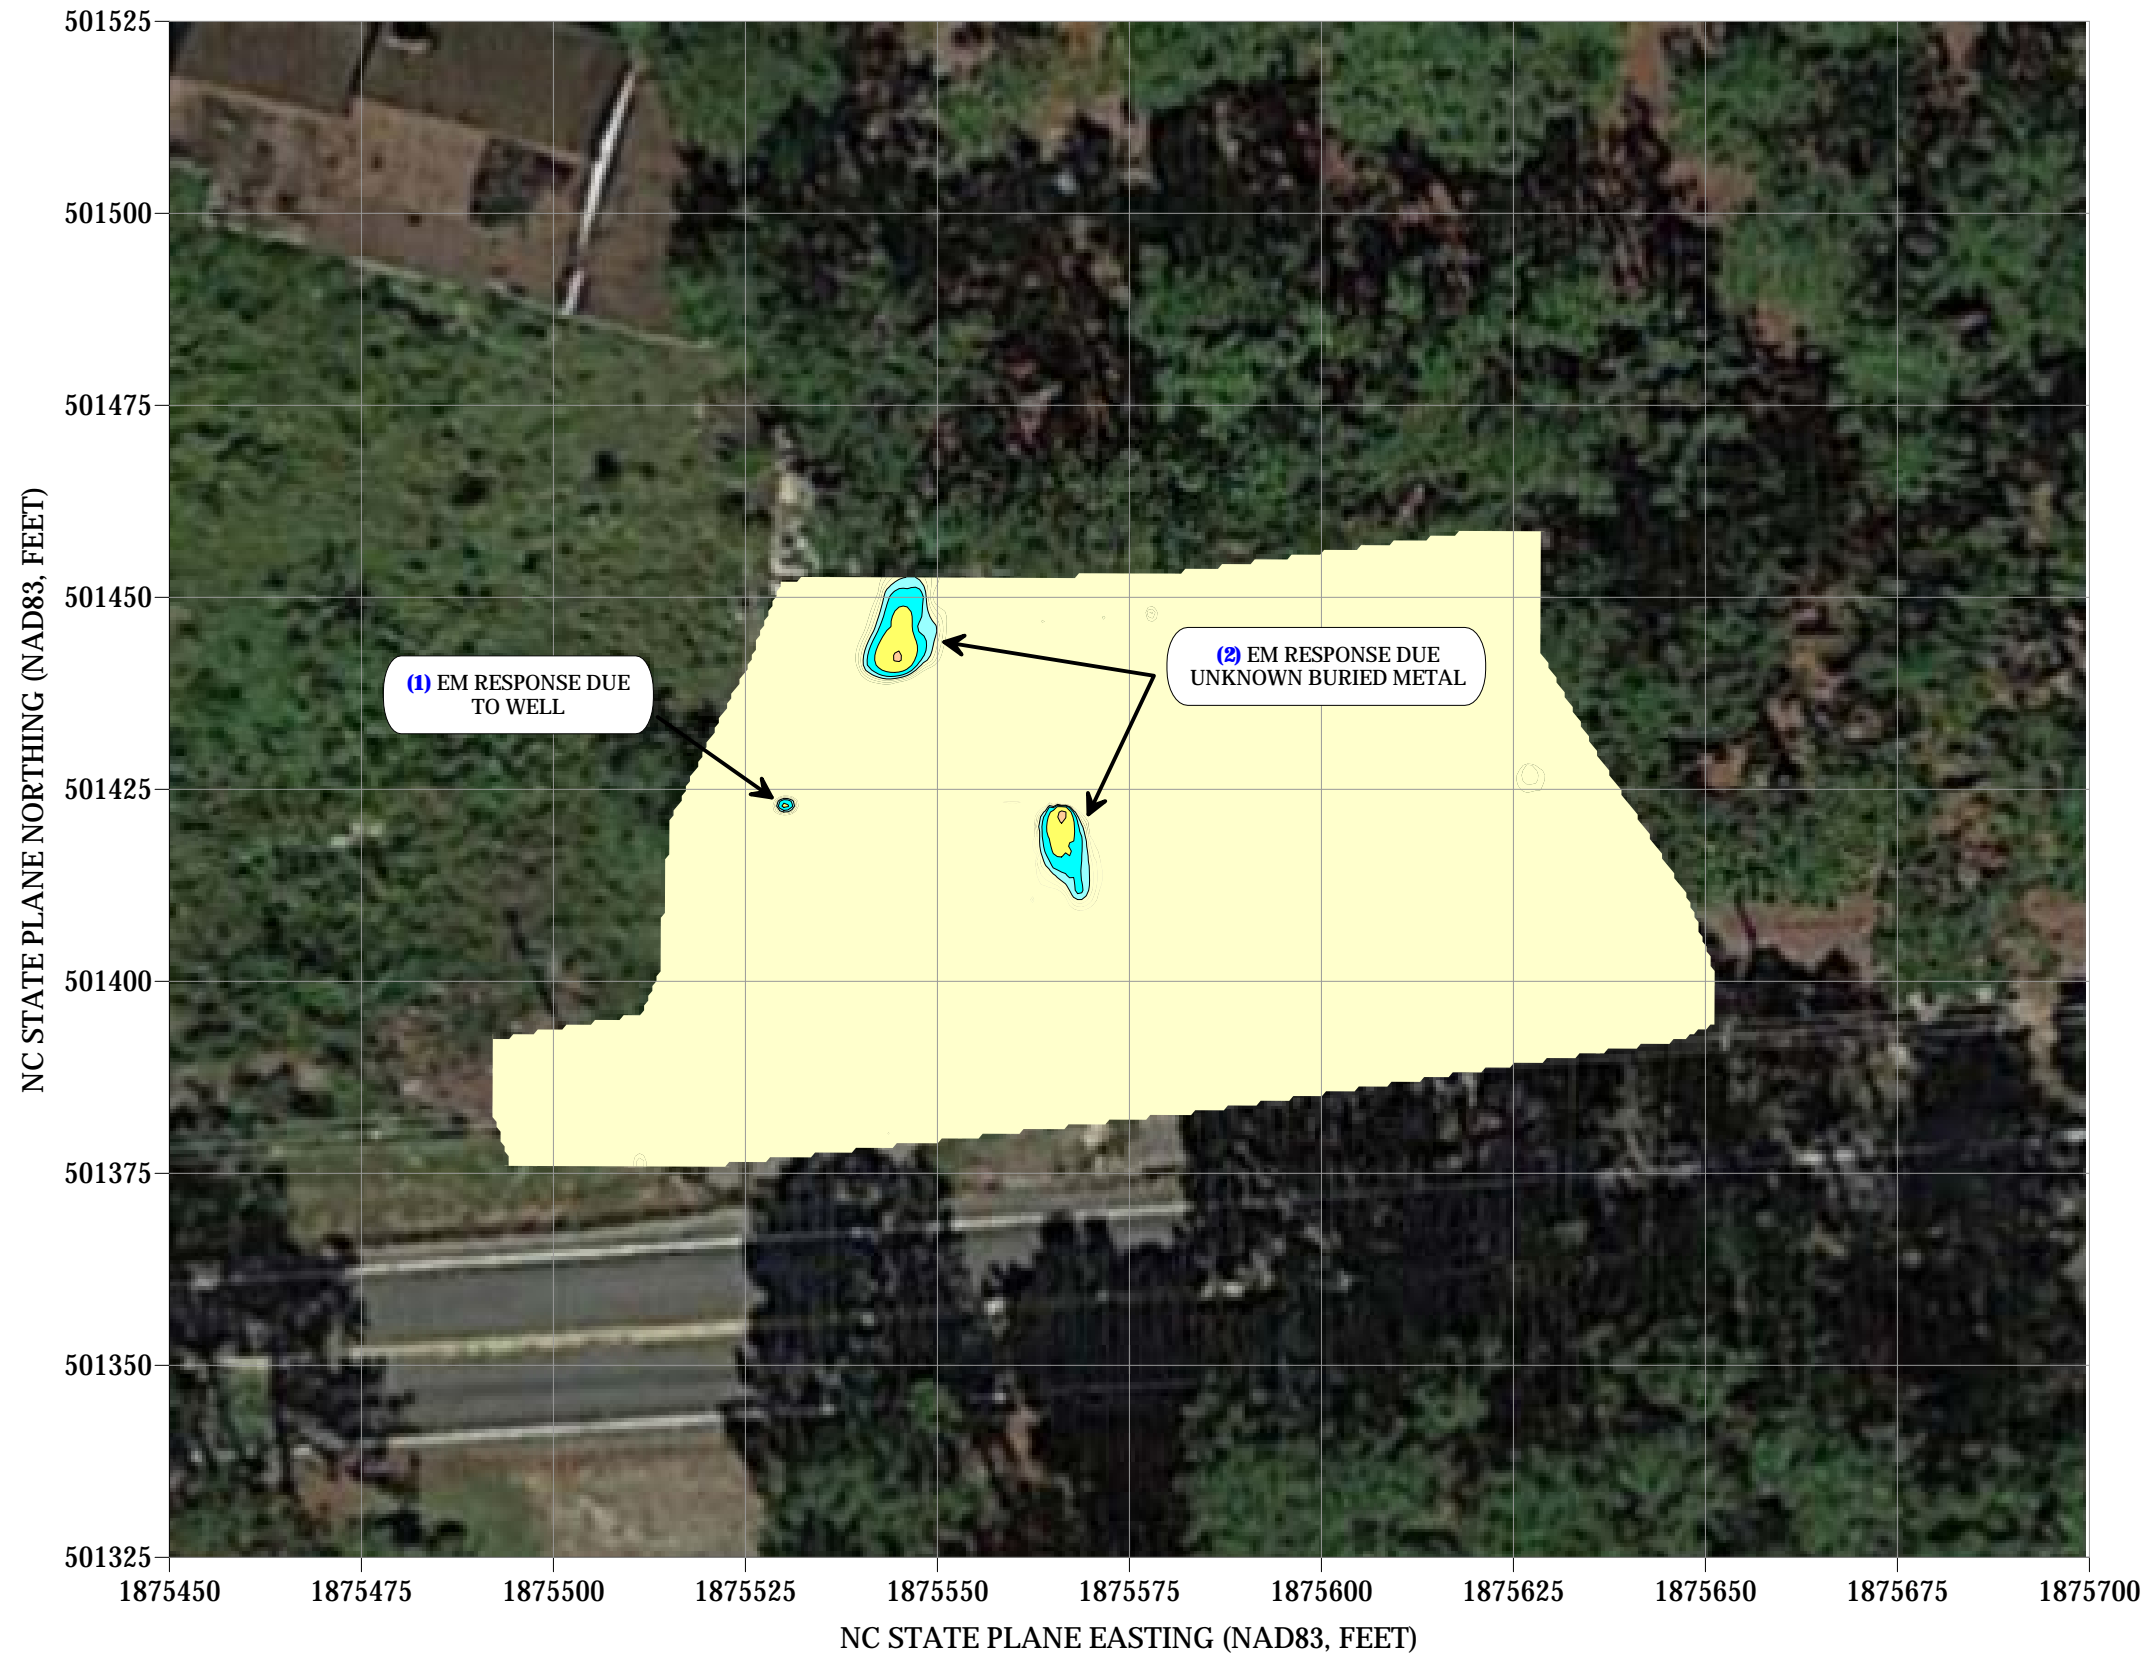 501525
501500
501475
501450
501425
501400
501375
501350
501325
NC STATE PLANE NORTHING (NAD83, FEET)
(1) EM RESPONSE DUE
TO WELL
(2) EM RESPONSE DUE
UNKNOWN BURIED METAL
1875450 1875475 1875500 1875525 1875550 1875575 1875600 1875625 1875650 1875675 1875700
NC STATE PLANE EASTING (NAD83, FEET)